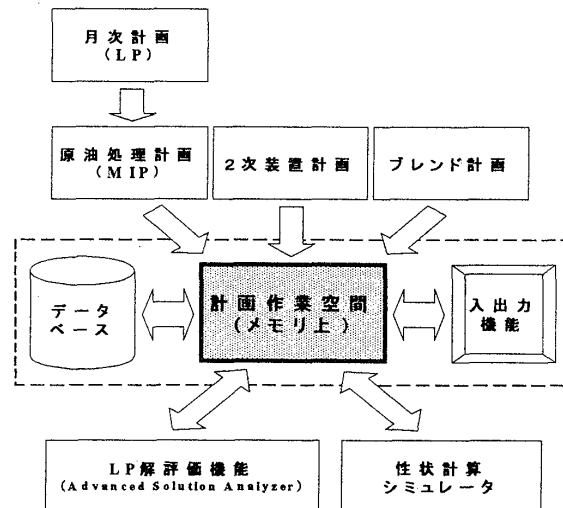 月次計画
(LP)
原油処理計画
(MIP)
2次装置計画
ブレンド計画
データ
ベース
計画作業空間
(メモリ上)
入出力
機能
LP解評価機能
(Advanced Solution Analyzer)
性状計算
シミュレータ